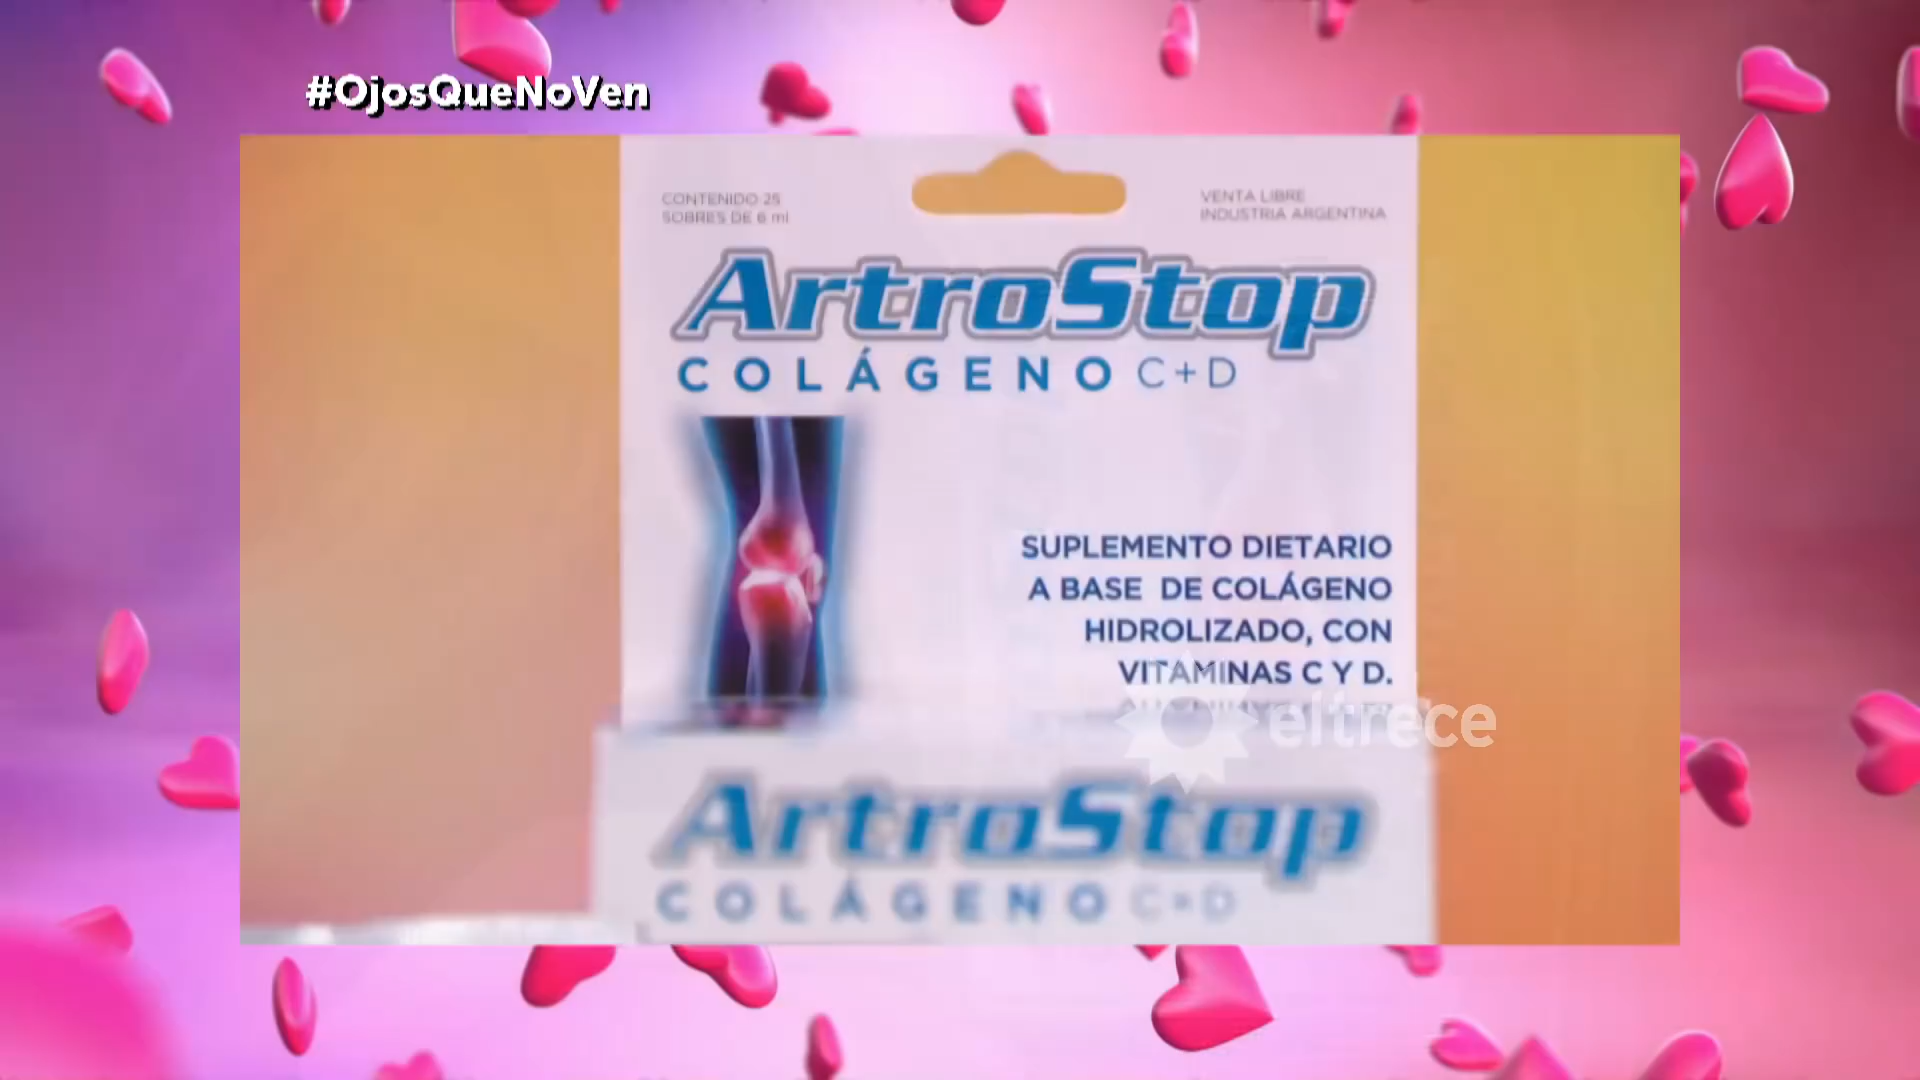 #OjosQueNoVen
CONTENIDO 25
SOBRES DE 6 ml
VENTA LIBRE
INDUSTRIA ARGENTINA
ArtroStop
COLÁGENO C+D
SUPLEMENTO DIETARIO
A BASE DE COLÁGENO
HIDROLIZADO, CON
VITAMINAS C Y D.
eltrece
ArtroStop
COLÁGENO C+D